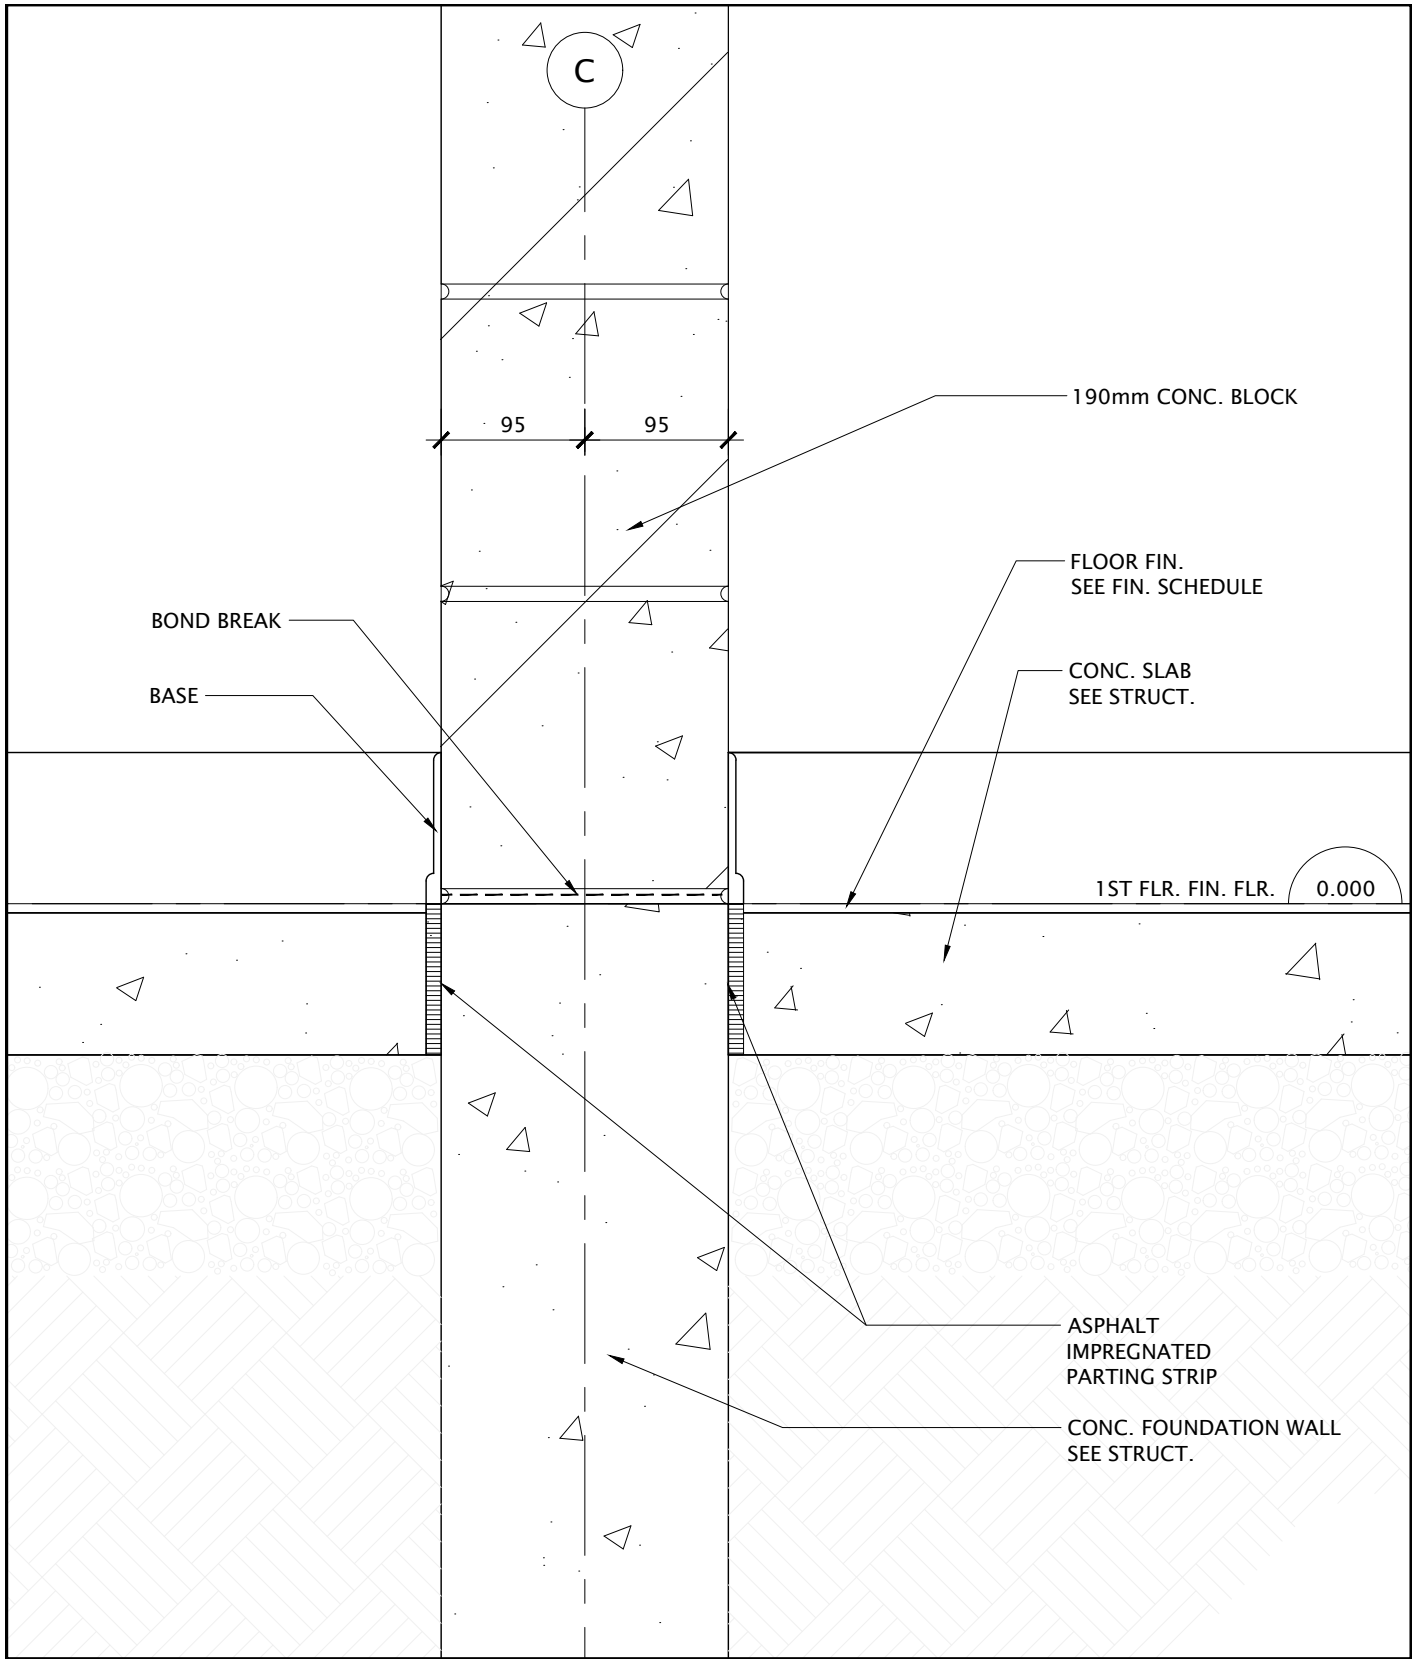 C
95 95
190mm CONC. BLOCK
FLOOR FIN.
SEE FIN. SCHEDULE
BOND BREAK
CONC. SLAB
SEE STRUCT.
BASE
1ST FLR. FIN. FLR. 0.000
ASPHALT
IMPREGNATED
PARTING STRIP
CONC. FOUNDATION WALL
SEE STRUCT.